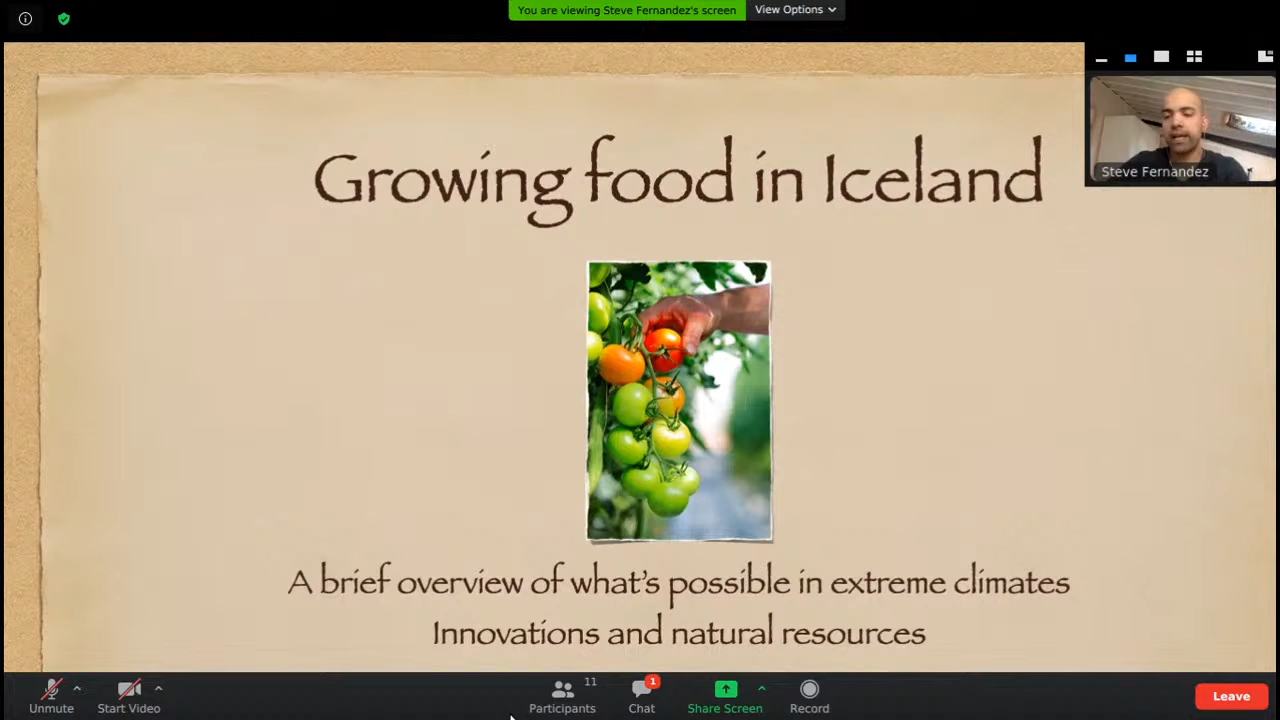 You are viewing Steve Fernandez's screen
View Options
Growing food in Iceland
Steve Fernandez
A brief overview of what's possible in extreme climates
Innovations and natural resources
Unmute
Start Video
11
Participants
1
Chat
Share Screen
Record
Leave